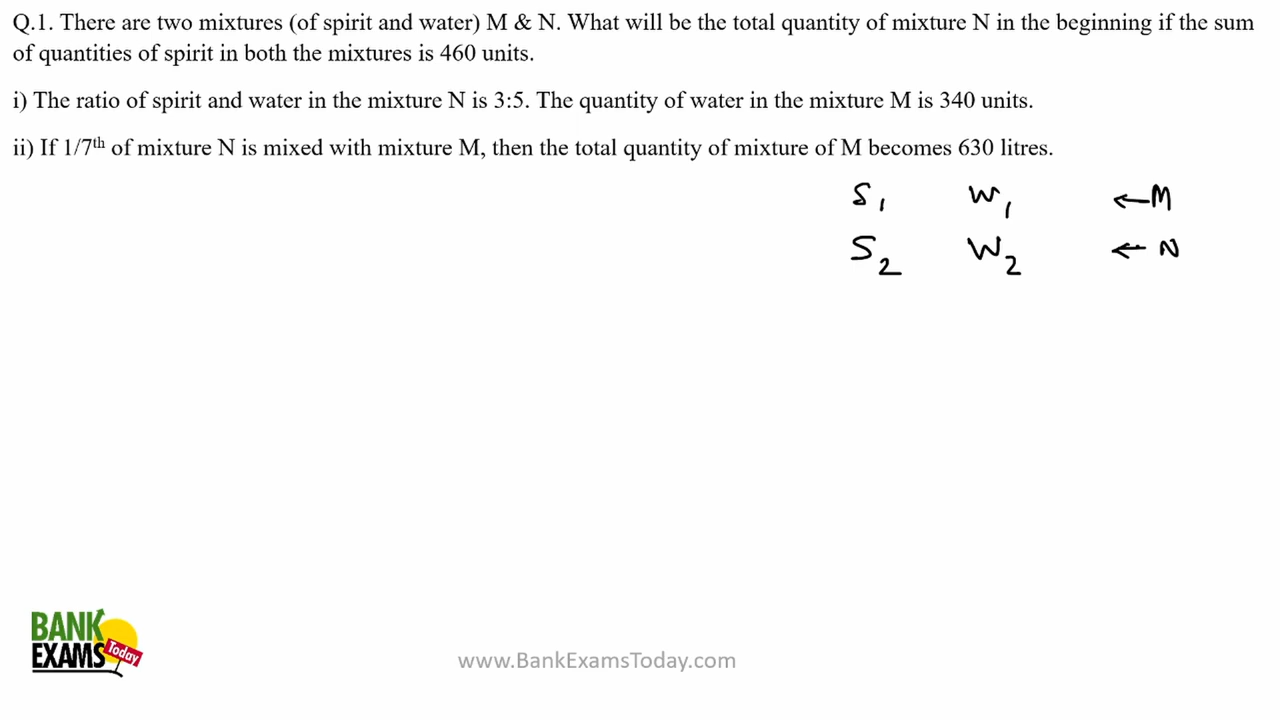 Q.1. There are two mixtures (of spirit and water) M & N. What will be the total quantity of mixture N in the beginning if the sum
of quantities of spirit in both the mixtures is 460 units.
i) The ratio of spirit and water in the mixture N is 3:5. The quantity of water in the mixture M is 340 units.
ii) If 1/7th of mixture N is mixed with mixture M, then the total quantity of mixture of M becomes 630 litres.
S₁ W₁ ← M
S₂ W₂ ← N
BANK
EXAMS Today
www.BankExamsToday.com